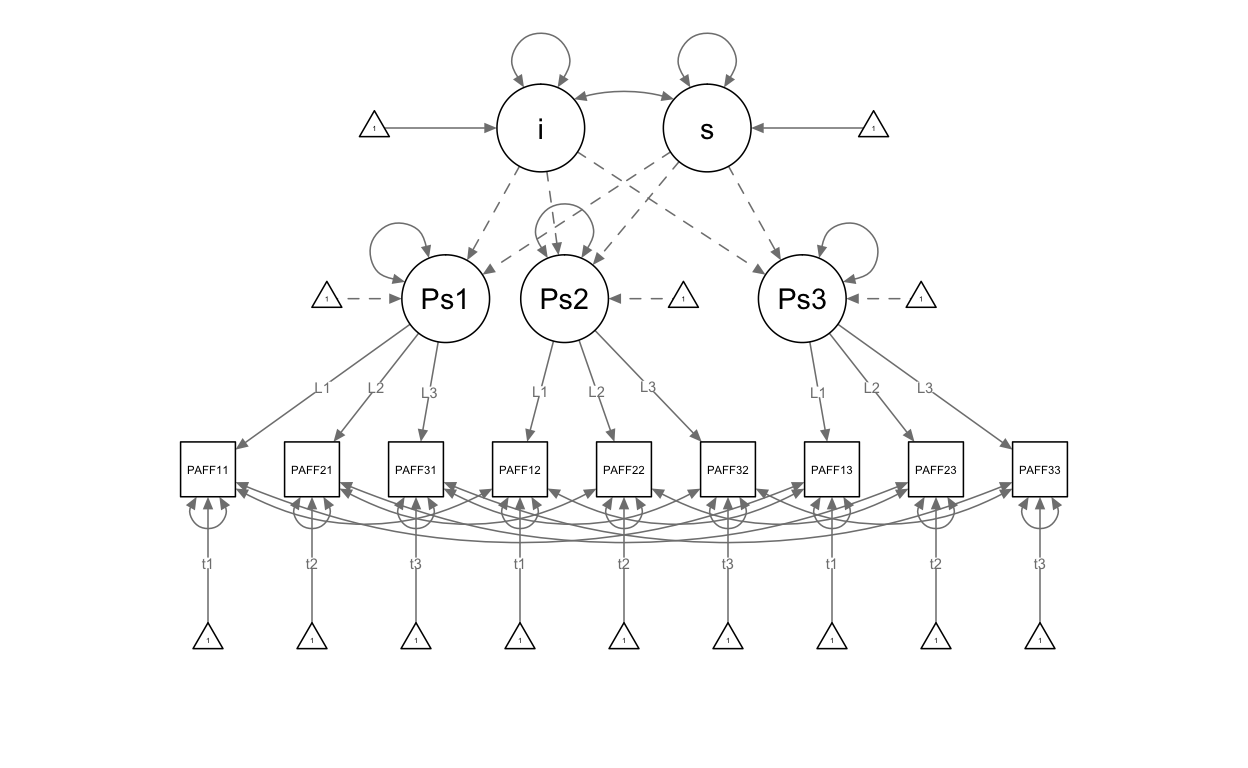 i s
1 1
Ps1 Ps2 Ps3
1 1 1
L1 L2 L3 L1 L2 L3 L1 L2 L3
PAFF11 PAFF21 PAFF31 PAFF12 PAFF22 PAFF32 PAFF13 PAFF23 PAFF33
t1 t2 t3 t1 t2 t3 t1 t2 t3
1 1 1 1 1 1 1 1 1